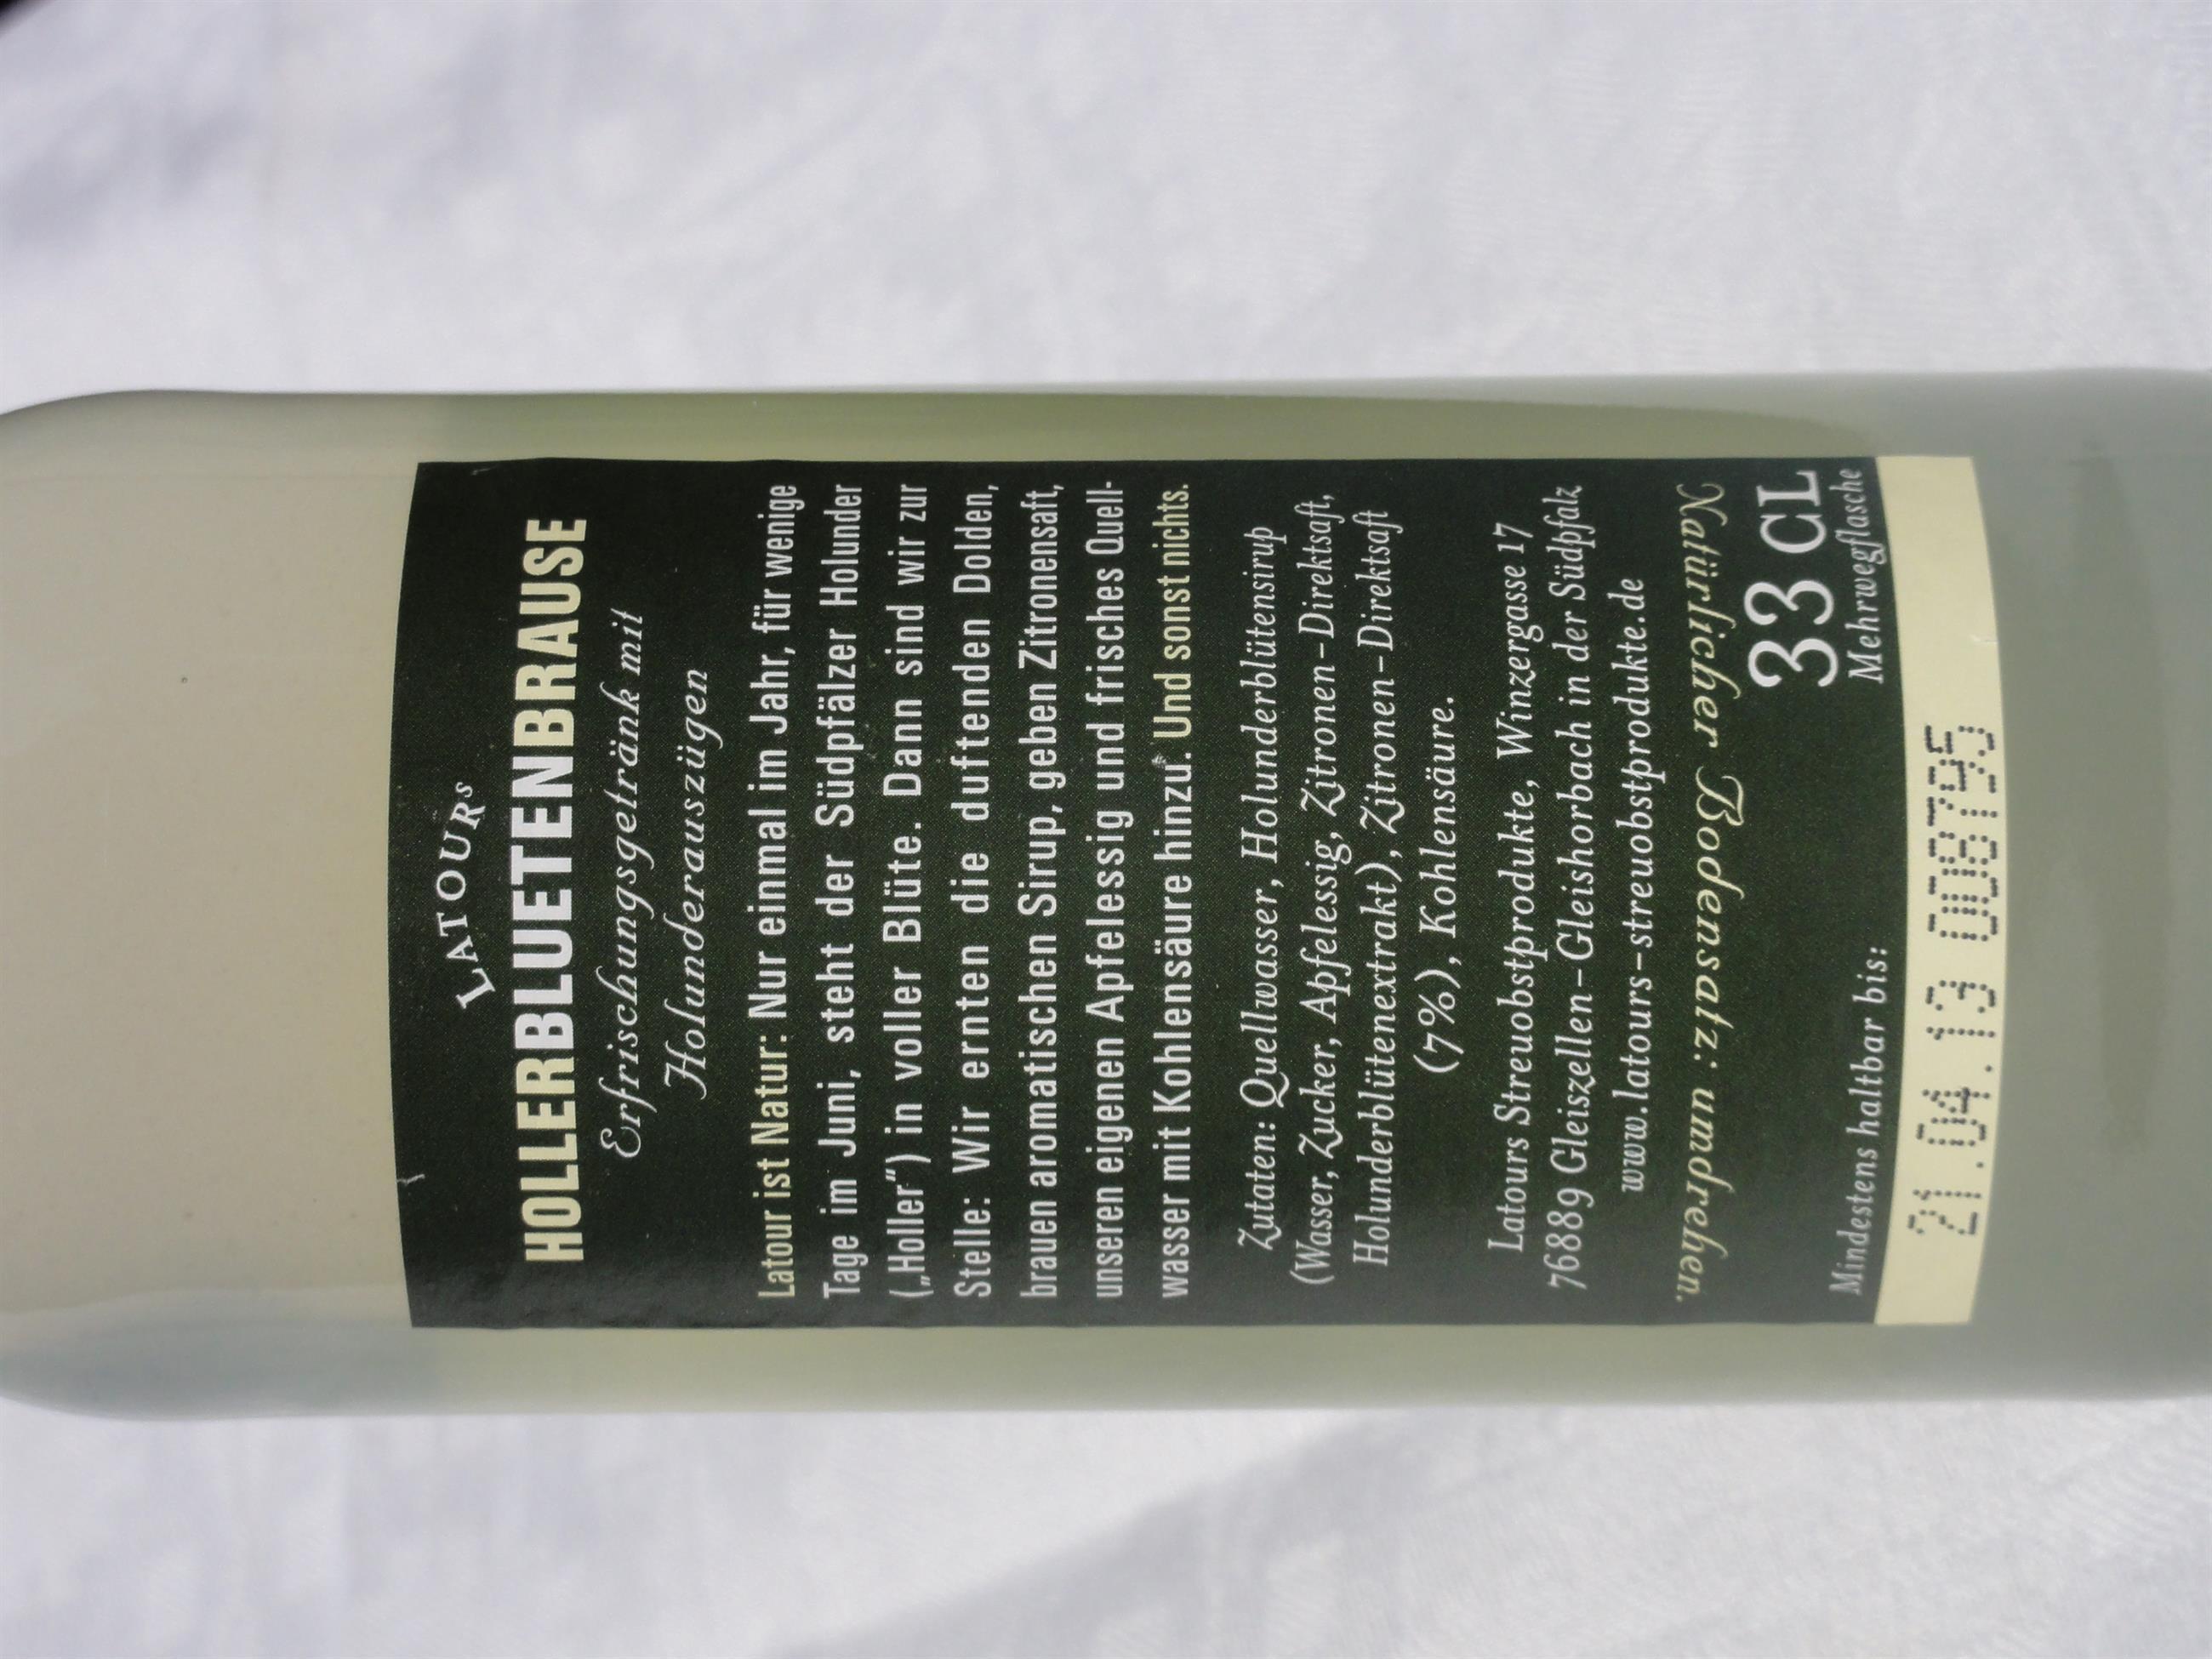 LATOURs
HOLLERBLUETENBRAUSE
Erfrischungsgetränk mit
Holunderauszügen
Latour ist Natur: Nur einmal im Jahr, für wenige
Tage im Juni, steht der Südpfälzer Holunder
(„Holler“) in voller Blüte. Dann sind wir zur
Stelle: Wir ernten die duftenden Dolden,
brauen aromatischen Sirup, geben Zitronensaft,
unseren eigenen Apfelessig und frisches Quell-
wasser mit Kohlensäure hinzu. Und sonst nichts.
Zutaten: Quellwasser, Holunderblütensirup
(Wasser, Zucker, Apfelessig, Zitronen-Direktsaft,
Holunderblütenextrakt), Zitronen-Direktsaft
(7%), Kohlensäure.
Latours Streuobstprodukte, Winzergasse 17
76889 Gleiszellen-Gleishorbach in der Südpfalz
www.latours-streuobstprodukte.de
Natürlicher Bodensatz: umdrehen.
33 CL
Mehrwegflasche
Mindestens haltbar bis:
21.04.13 008795